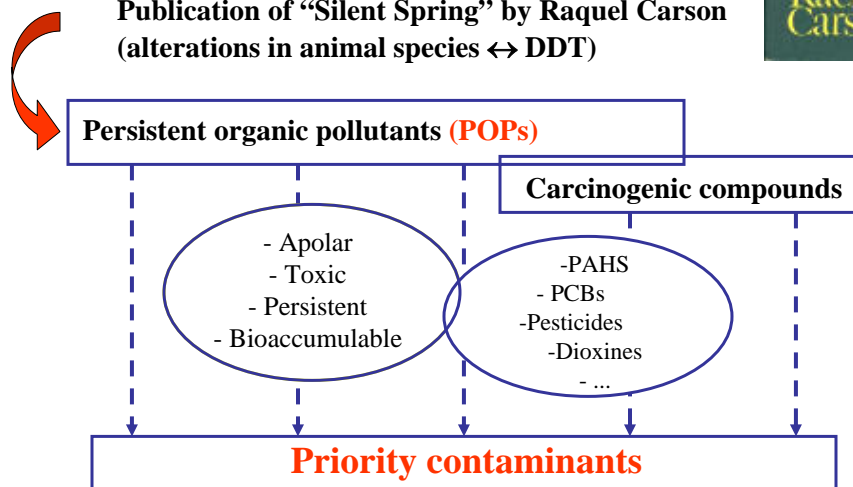 Publication of “Silent Spring” by Raquel Carson
(alterations in animal species ↔ DDT)
Persistent organic pollutants (POPs)
Carcinogenic compounds
- Apolar
- Toxic
- Persistent
- Bioaccumulable
-PAHS
- PCBs
-Pesticides
-Dioxines
- ...
Priority contaminants